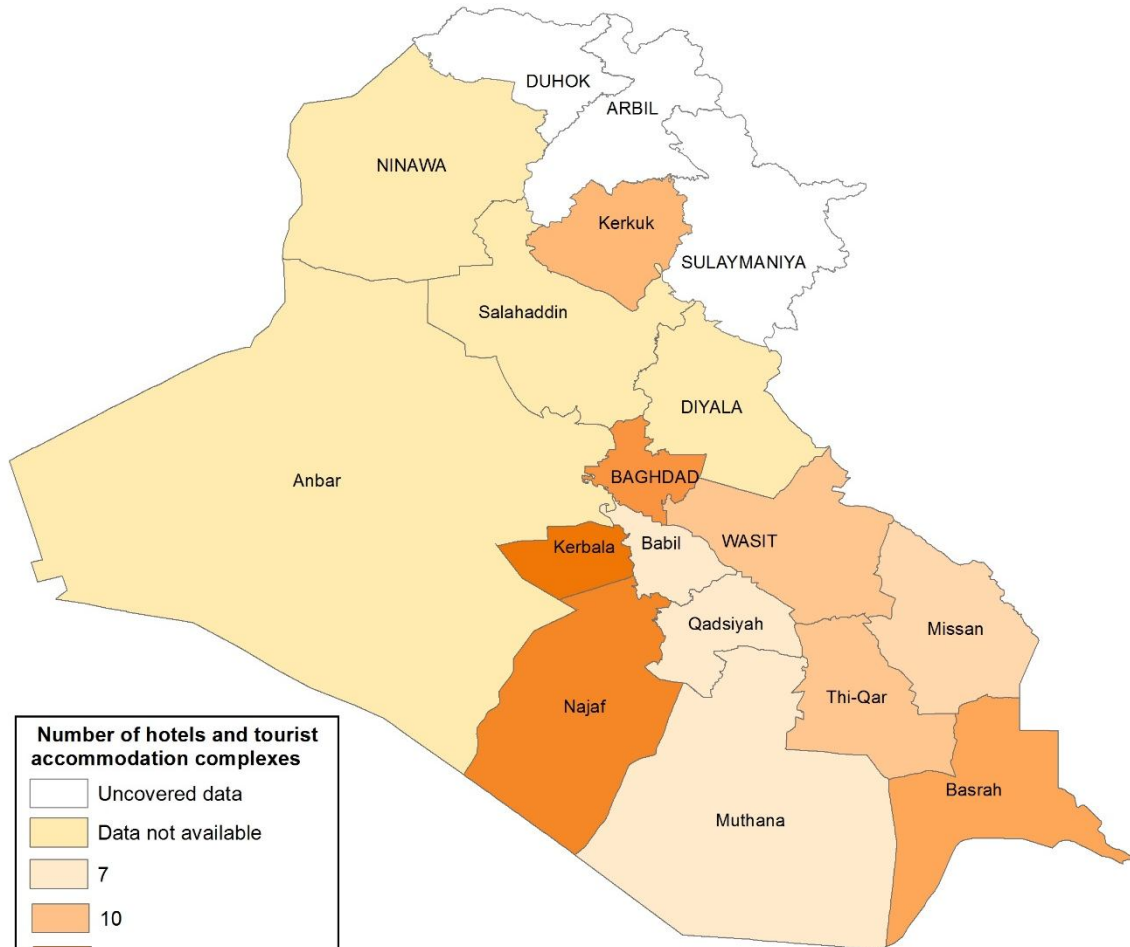 DUHOK
ARBIL
NINAWA
Kerkuk
SULAYMANIYA
Salahaddin
DIYALA
Anbar
BAGHDAD
Kerbala
Babil
WASIT
Qadsiyah
Missan
Najaf
Thi-Qar
Basrah
Muthana
Number of hotels and tourist
accommodation complexes
Uncovered data
Data not available
7
10